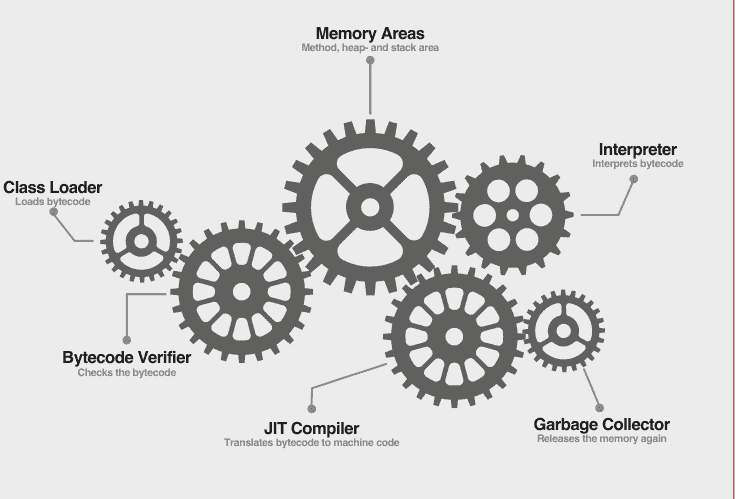 Memory Areas
Method, heap- and stack area
Interpreter
Interprets bytecode
Class Loader
Loads bytecode
Bytecode Verifier
Checks the bytecode
JIT Compiler
Translates bytecode to machine code
Garbage Collector
Releases the memory again